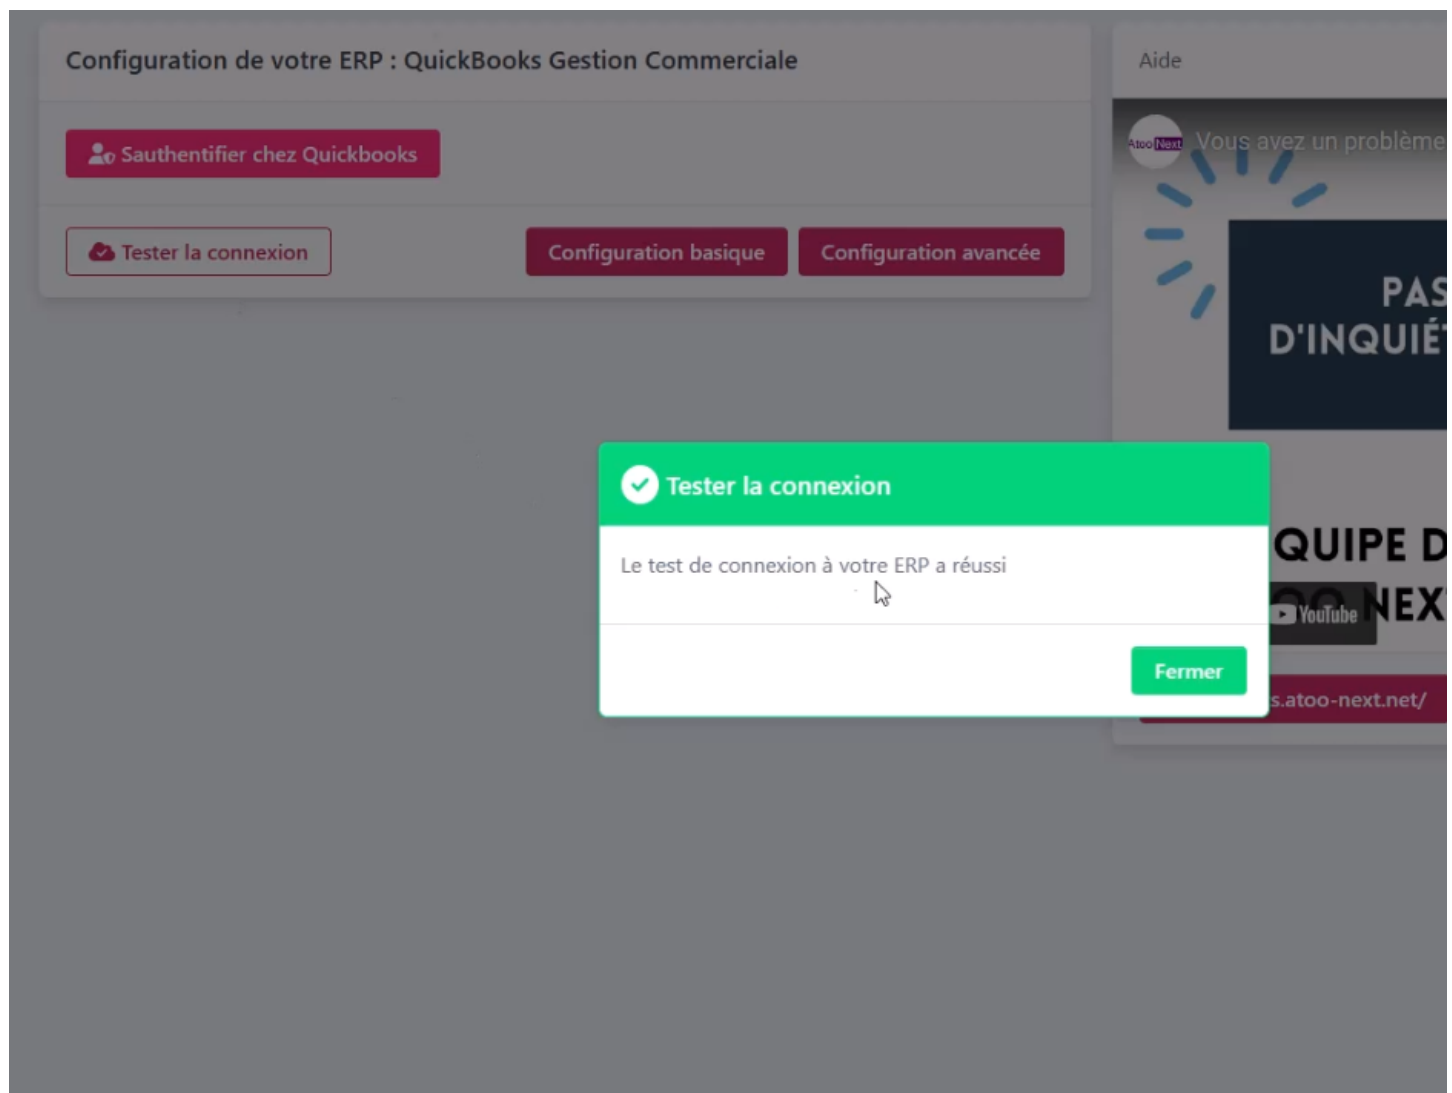 Configuration de votre ERP : QuickBooks Gestion Commerciale
Sauthentifier chez Quickbooks
Tester la connexion
Configuration basique
Configuration avancée
Aide
Atoo Next
Vous avez un problème
PAS
D'INQUIÉ
QUIPE D
NEX
YouTube
s.atoo-next.net/
Tester la connexion
Le test de connexion à votre ERP a réussi
Fermer